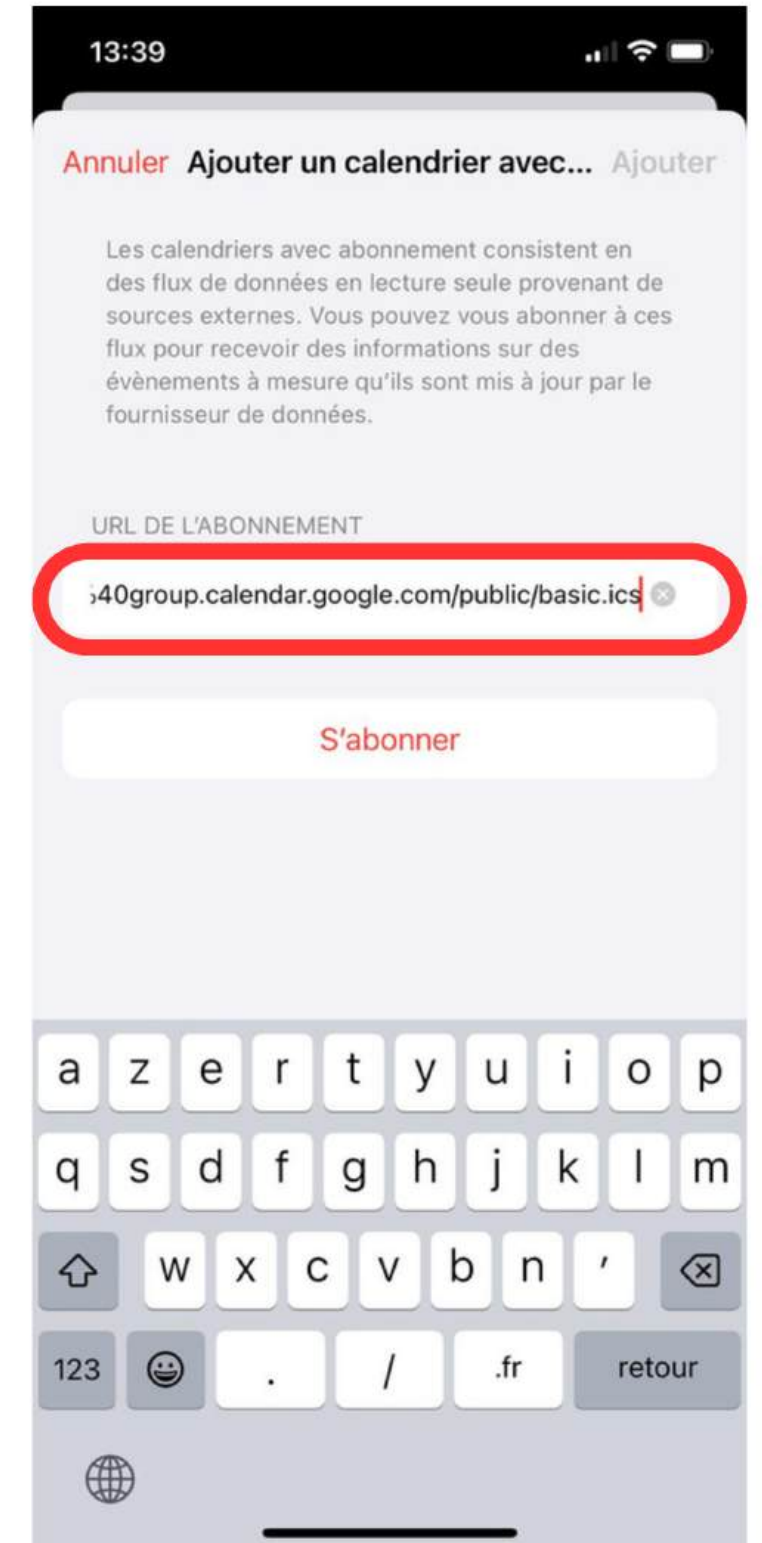 13:39
Annuler Ajouter un calendrier avec... Ajouter
Les calendriers avec abonnement consistent en
des flux de données en lecture seule provenant de
sources externes. Vous pouvez vous abonner à ces
flux pour recevoir des informations sur des
évènements à mesure qu'ils sont mis à jour par le
fournisseur de données.
URL DE L'ABONNEMENT
%40group.calendar.google.com/public/basic.ics
S'abonner
a z e r t y u i o p
q s d f g h j k l m
w x c v b n '
123 . / .fr retour